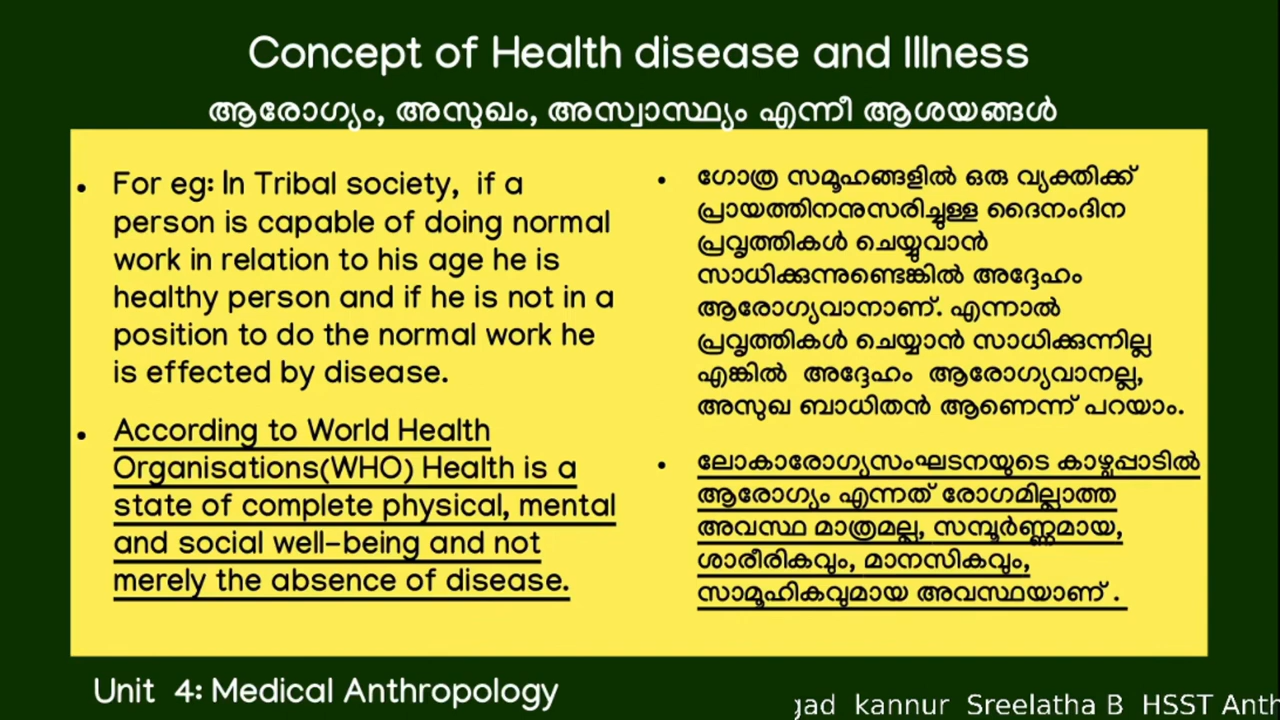 Concept of Health disease and Illness
ആരോഗ്യം, അസുഖം, അസ്വാസ്ഥ്യം എന്നീ ആശയങ്ങൾ
• For eg: In Tribal society, if a
person is capable of doing normal
work in relation to his age he is
healthy person and if he is not in a
position to do the normal work he
is effected by disease.
• According to World Health
Organisations(WHO) Health is a
state of complete physical, mental
and social well-being and not
merely the absence of disease.
• ഗോത്ര സമൂഹങ്ങളിൽ ഒരു വ്യക്തിക്ക്
പ്രായത്തിനനുസരിച്ചുള്ള ദൈനംദിന
പ്രവൃത്തികൾ ചെയ്യുവാൻ
സാധിക്കുന്നുണ്ടെങ്കിൽ അദ്ദേഹം
ആരോഗ്യവാനാണ്. എന്നാൽ
പ്രവൃത്തികൾ ചെയ്യാൻ സാധിക്കുന്നില്ല
എങ്കിൽ അദ്ദേഹം ആരോഗ്യവാനല്ല,
അസുഖ ബാധിതൻ ആണെന്ന് പറയാം.
• ലോകാരോഗ്യസംഘടനയുടെ കാഴ്ചപ്പാടിൽ
ആരോഗ്യം എന്നത് രോഗമില്ലാത്ത
അവസ്ഥ മാത്രമല്ല, സമ്പൂർണ്ണമായ,
ശാരീരികവും, മാനസികവും,
സാമൂഹികവുമായ അവസ്ഥയാണ് .
Unit 4: Medical Anthropology
kannur Sreelatha B HSST